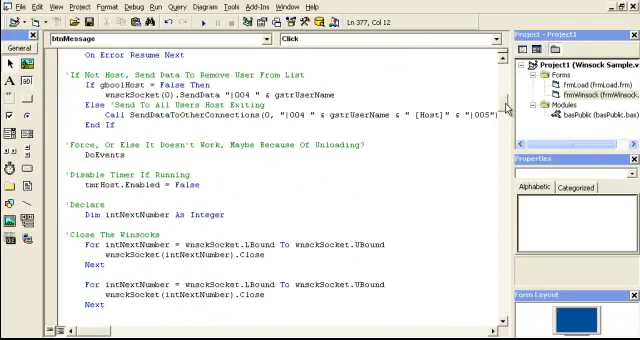 File Edit View Project Format Debug Run Query Diagram Tools Add-Ins Window Help
Ln 377, Col 12
General
btnMessage
Click
On Error Resume Next
'If Not Host, Send Data To Remove User From List
If gboolHost = False Then
wnsckSocket(0).SendData "|004 " & gstrUserName
Else 'Send To All Users Host Exiting
Call SendDataToOtherConnections(0, "|004 " & gstrUserName & " [Host]" & "|005")
End If
'Force, Or Else It Doesn't Work, Maybe Because Of Unloading?
DoEvents
'Disable Timer If Running
tmrHost.Enabled = False
'Declare
Dim intNextNumber As Integer
'Close The Winsocks
For intNextNumber = wnsckSocket.LBound To wnsckSocket.UBound
wnsckSocket(intNextNumber).Close
Next
For intNextNumber = wnsckSocket.LBound To wnsckSocket.UBound
wnsckSocket(intNextNumber).Close
Next
Project - Project1
Project1 (Winsock Sample.v
Forms
frmLoad (frmLoad.frm)
frmWinsock (frmWinsock.
Modules
basPublic (basPublic.bas)
Properties
Alphabetic
Categorized
Form Layout